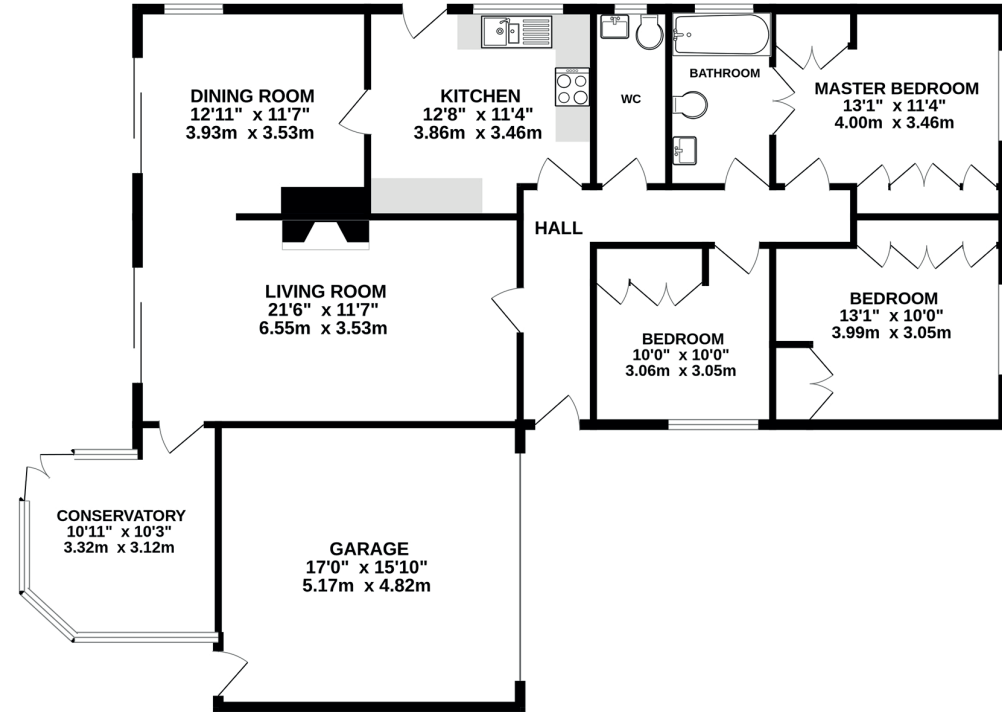 DINING ROOM
12'11" x 11'7"
3.93m x 3.53m
KITCHEN
12'8" x 11'4"
3.86m x 3.46m
WC
BATHROOM
MASTER BEDROOM
13'1" x 11'4"
4.00m x 3.46m
HALL
LIVING ROOM
21'6" x 11'7"
6.55m x 3.53m
BEDROOM
10'0" x 10'0"
3.06m x 3.05m
BEDROOM
13'1" x 10'0"
3.99m x 3.05m
CONSERVATORY
10'11" x 10'3"
3.32m x 3.12m
GARAGE
17'0" x 15'10"
5.17m x 4.82m